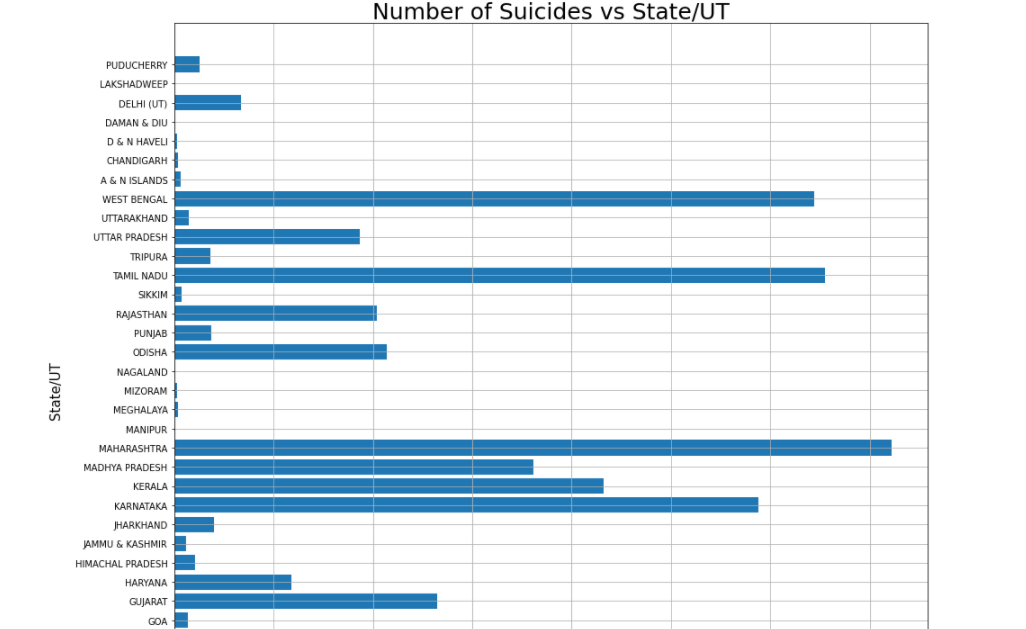 Number of Suicides vs State/UT
PUDUCHERRY
LAKSHADWEEP
DELHI (UT)
DAMAN & DIU
D & N HAVELI
CHANDIGARH
A & N ISLANDS
WEST BENGAL
UTTARAKHAND
UTTAR PRADESH
TRIPURA
TAMIL NADU
SIKKIM
RAJASTHAN
PUNJAB
ODISHA
NAGALAND
MIZORAM
MEGHALAYA
MANIPUR
MAHARASHTRA
MADHYA PRADESH
KERALA
KARNATAKA
JHARKHAND
JAMMU & KASHMIR
HIMACHAL PRADESH
HARYANA
GUJARAT
GOA
State/UT